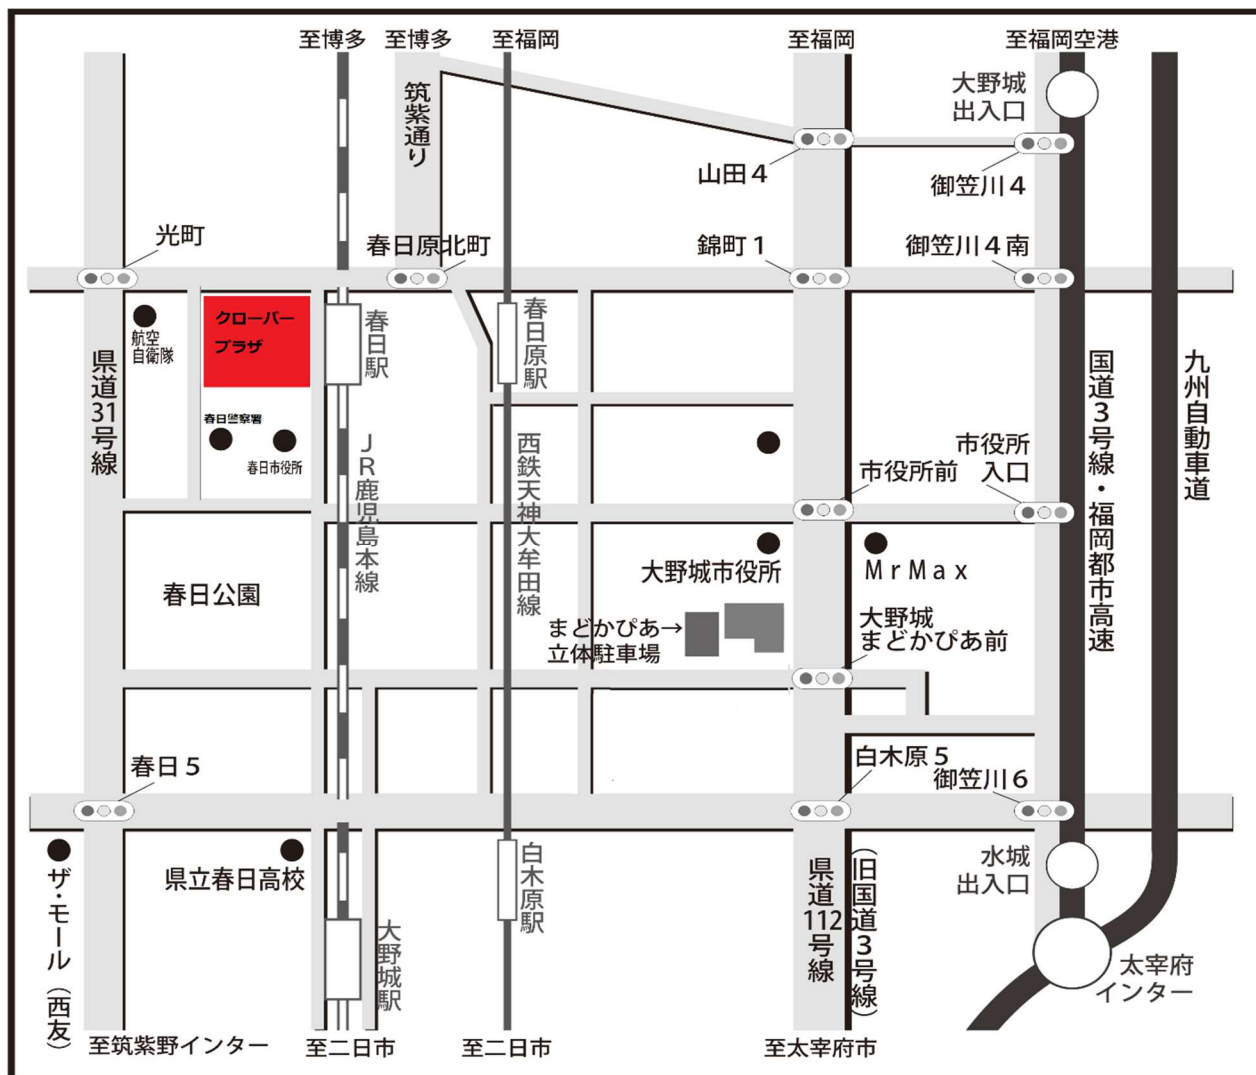 至博多
至博多
至福岡
至福岡
至福岡空港
筑紫通り
大野城
出入口
山田4
御笠川4
光町
春日原北町
錦町1
御笠川4南
航空
自衛隊
クローバー
プラザ
春日駅
春日原駅
県道31号線
国道3号線・福岡都市高速
九州自動車道
春日警察署
春日市役所
JR鹿児島本線
西鉄天神大牟田線
市役所前
市役所
入口
大野城市役所
MrMax
春日公園
まどかぴあ→
立体駐車場
大野城
まどかぴあ前
春日5
白木原5
御笠川6
ザ・モール(西友)
県立春日高校
白木原駅
県道112号線
(旧国道3号線)
水城
出入口
大野城駅
太宰府
インター
至筑紫野インター
至二日市
至二日市
至太宰府市